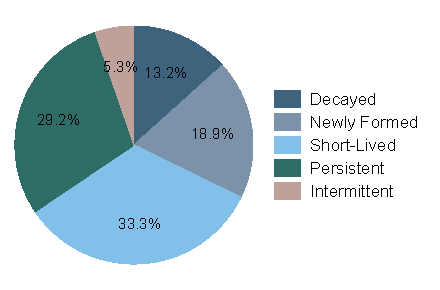 5.3%
13.2%
29.2%
18.9%
33.3%
Decayed
Newly Formed
Short-Lived
Persistent
Intermittent